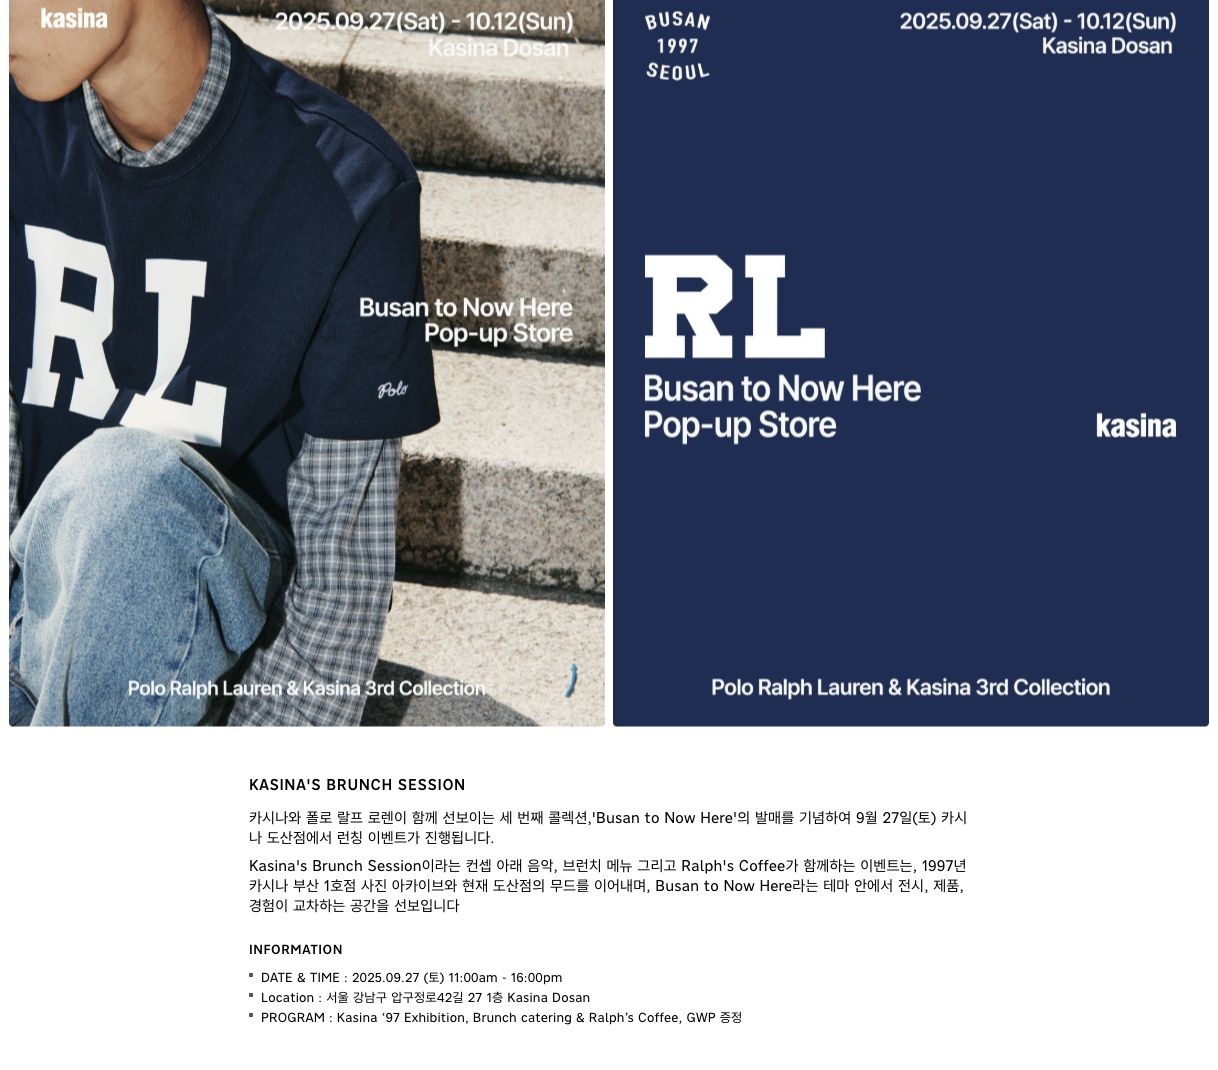 kasina
2025.09.27(Sat) - 10.12(Sun)
Kasina Dosan
RL
Busan to Now Here
Pop-up Store
Polo
Polo Ralph Lauren & Kasina 3rd Collection
BUSAN
1997
SEOUL
2025.09.27(Sat) - 10.12(Sun)
Kasina Dosan
RL
Busan to Now Here
Pop-up Store
kasina
Polo Ralph Lauren & Kasina 3rd Collection
KASINA'S BRUNCH SESSION
카시나와 폴로 랄프 로렌이 함께 선보이는 세 번째 콜렉션,'Busan to Now Here'의 발매를 기념하여 9월 27일(토) 카시
나 도산점에서 런칭 이벤트가 진행됩니다.
Kasina's Brunch Session이라는 컨셉 아래 음악, 브런치 메뉴 그리고 Ralph's Coffee가 함께하는 이벤트는, 1997년
카시나 부산 1호점 사진 아카이브와 현재 도산점의 무드를 이어내며, Busan to Now Here라는 테마 안에서 전시, 제품,
경험이 교차하는 공간을 선보입니다
INFORMATION
▪ DATE & TIME : 2025.09.27 (토) 11:00am - 16:00pm
▪ Location : 서울 강남구 압구정로42길 27 1층 Kasina Dosan
▪ PROGRAM : Kasina ‘97 Exhibition, Brunch catering & Ralph’s Coffee, GWP 증정